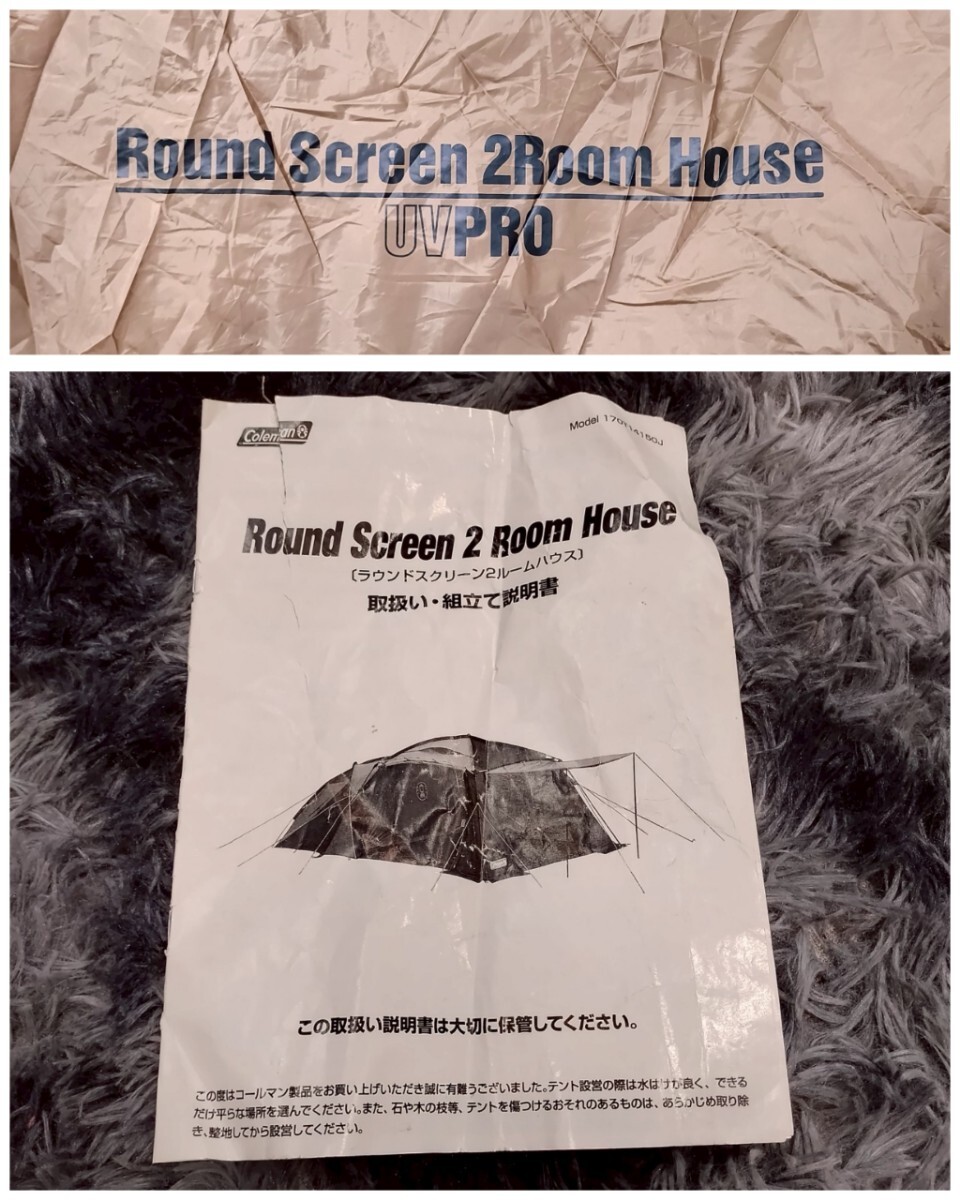 Round Screen 2Room House
UVPRO
Coleman
Model
Round Screen 2 Room House
〔ラウンドスクリーン2ルームハウス〕
取扱い・組立て説明書
この取扱い説明書は大切に保管してください。
この度はコールマン製品をお買い上げいただき誠に有難うございました。テント設営の際は水はけが良く、できる
だけ平らな場所を選んでください。また、石や木の枝等、テントを傷つけるおそれのあるものは、あらかじめ取り除
き、整地してから設営してください。